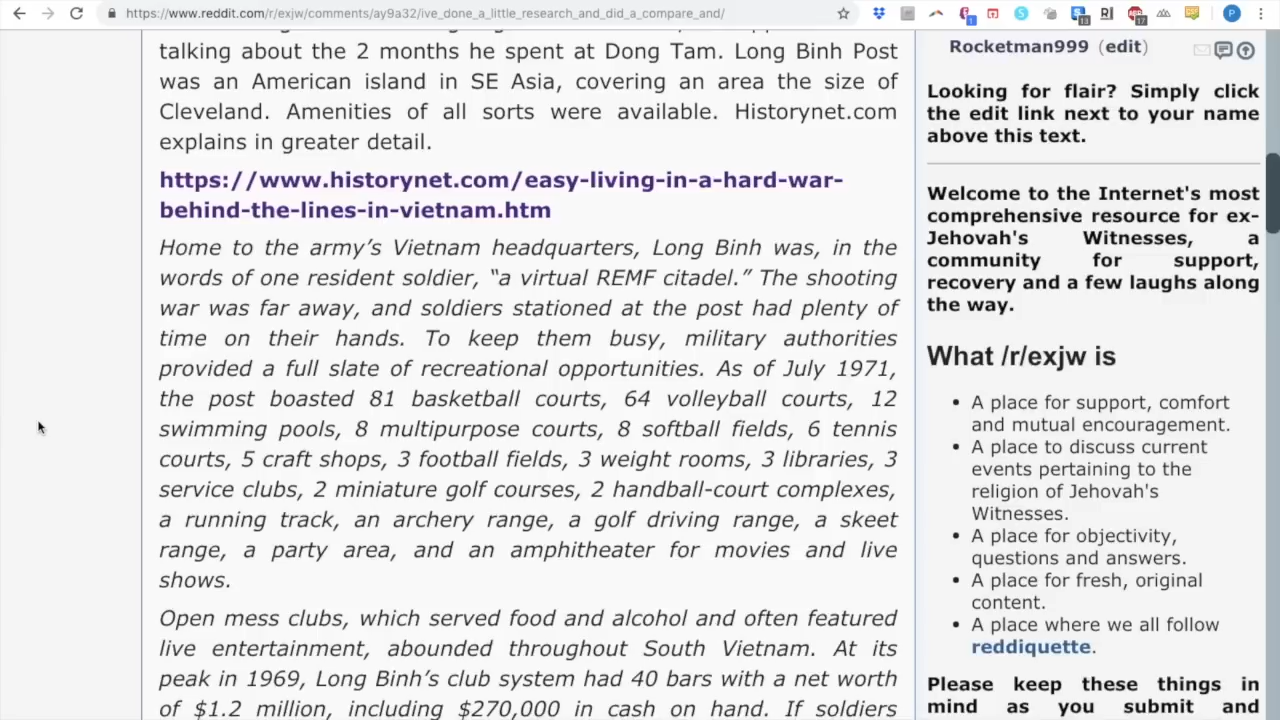 https://www.reddit.com/r/exjw/comments/ay9a32/ive_done_a_little_research_and_did_a_compare_and/
talking about the 2 months he spent at Dong Tam. Long Binh Post
was an American island in SE Asia, covering an area the size of
Cleveland. Amenities of all sorts were available. Historynet.com
explains in greater detail.
https://www.historynet.com/easy-living-in-a-hard-war-
behind-the-lines-in-vietnam.htm
Home to the army’s Vietnam headquarters, Long Binh was, in the
words of one resident soldier, “a virtual REMF citadel.” The shooting
war was far away, and soldiers stationed at the post had plenty of
time on their hands. To keep them busy, military authorities
provided a full slate of recreational opportunities. As of July 1971,
the post boasted 81 basketball courts, 64 volleyball courts, 12
swimming pools, 8 multipurpose courts, 8 softball fields, 6 tennis
courts, 5 craft shops, 3 football fields, 3 weight rooms, 3 libraries, 3
service clubs, 2 miniature golf courses, 2 handball-court complexes,
a running track, an archery range, a golf driving range, a skeet
range, a party area, and an amphitheater for movies and live
shows.
Open mess clubs, which served food and alcohol and often featured
live entertainment, abounded throughout South Vietnam. At its
peak in 1969, Long Binh’s club system had 40 bars with a net worth
of $1.2 million, including $270,000 in cash on hand. If soldiers
Rocketman999 (edit)
Looking for flair? Simply click
the edit link next to your name
above this text.
Welcome to the Internet's most
comprehensive resource for ex-
Jehovah's Witnesses, a
community for support,
recovery and a few laughs along
the way.
What /r/exjw is
• A place for support, comfort
and mutual encouragement.
• A place to discuss current
events pertaining to the
religion of Jehovah's
Witnesses.
• A place for objectivity,
questions and answers.
• A place for fresh, original
content.
• A place where we all follow
reddiquette.
Please keep these things in
mind as you submit and